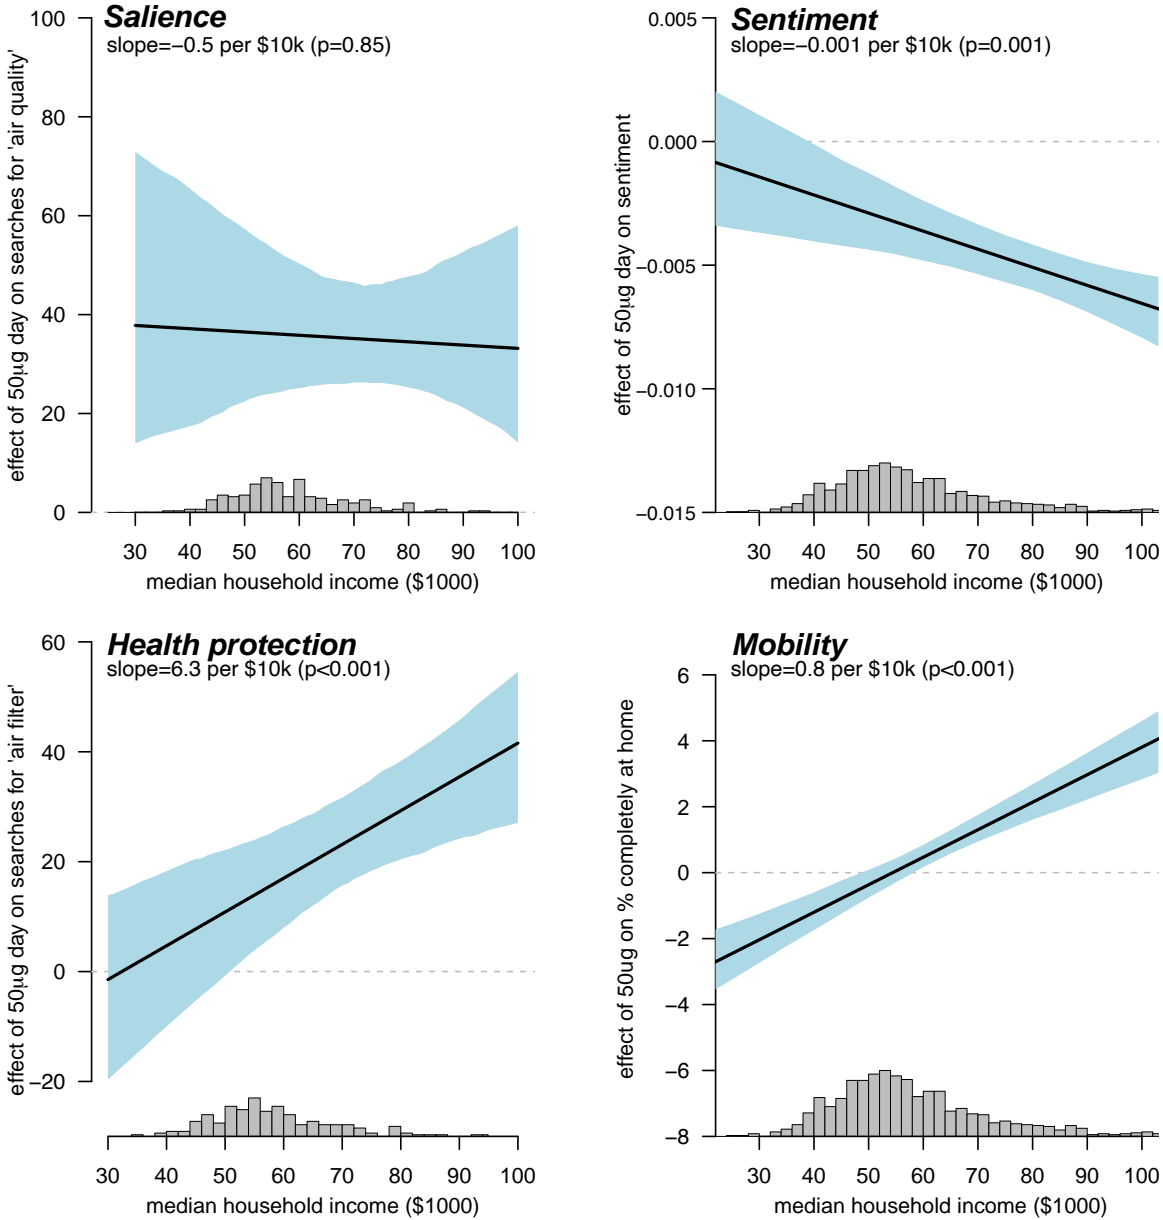 Salience
slope=−0.5 per $10k (p=0.85)
effect of 50μg day on searches for 'air quality'
100
80
60
40
20
0
30 40 50 60 70 80 90 100
median household income ($1000)
Sentiment
slope=−0.001 per $10k (p=0.001)
effect of 50μg day on sentiment
0.005
0.000
−0.005
−0.010
−0.015
30 40 50 60 70 80 90 100
median household income ($1000)
Health protection
slope=6.3 per $10k (p<0.001)
effect of 50μg day on searches for 'air filter'
60
40
20
0
−20
30 40 50 60 70 80 90 100
median household income ($1000)
Mobility
slope=0.8 per $10k (p<0.001)
effect of 50ug on % completely at home
6
4
2
0
−2
−4
−6
−8
30 40 50 60 70 80 90 100
median household income ($1000)